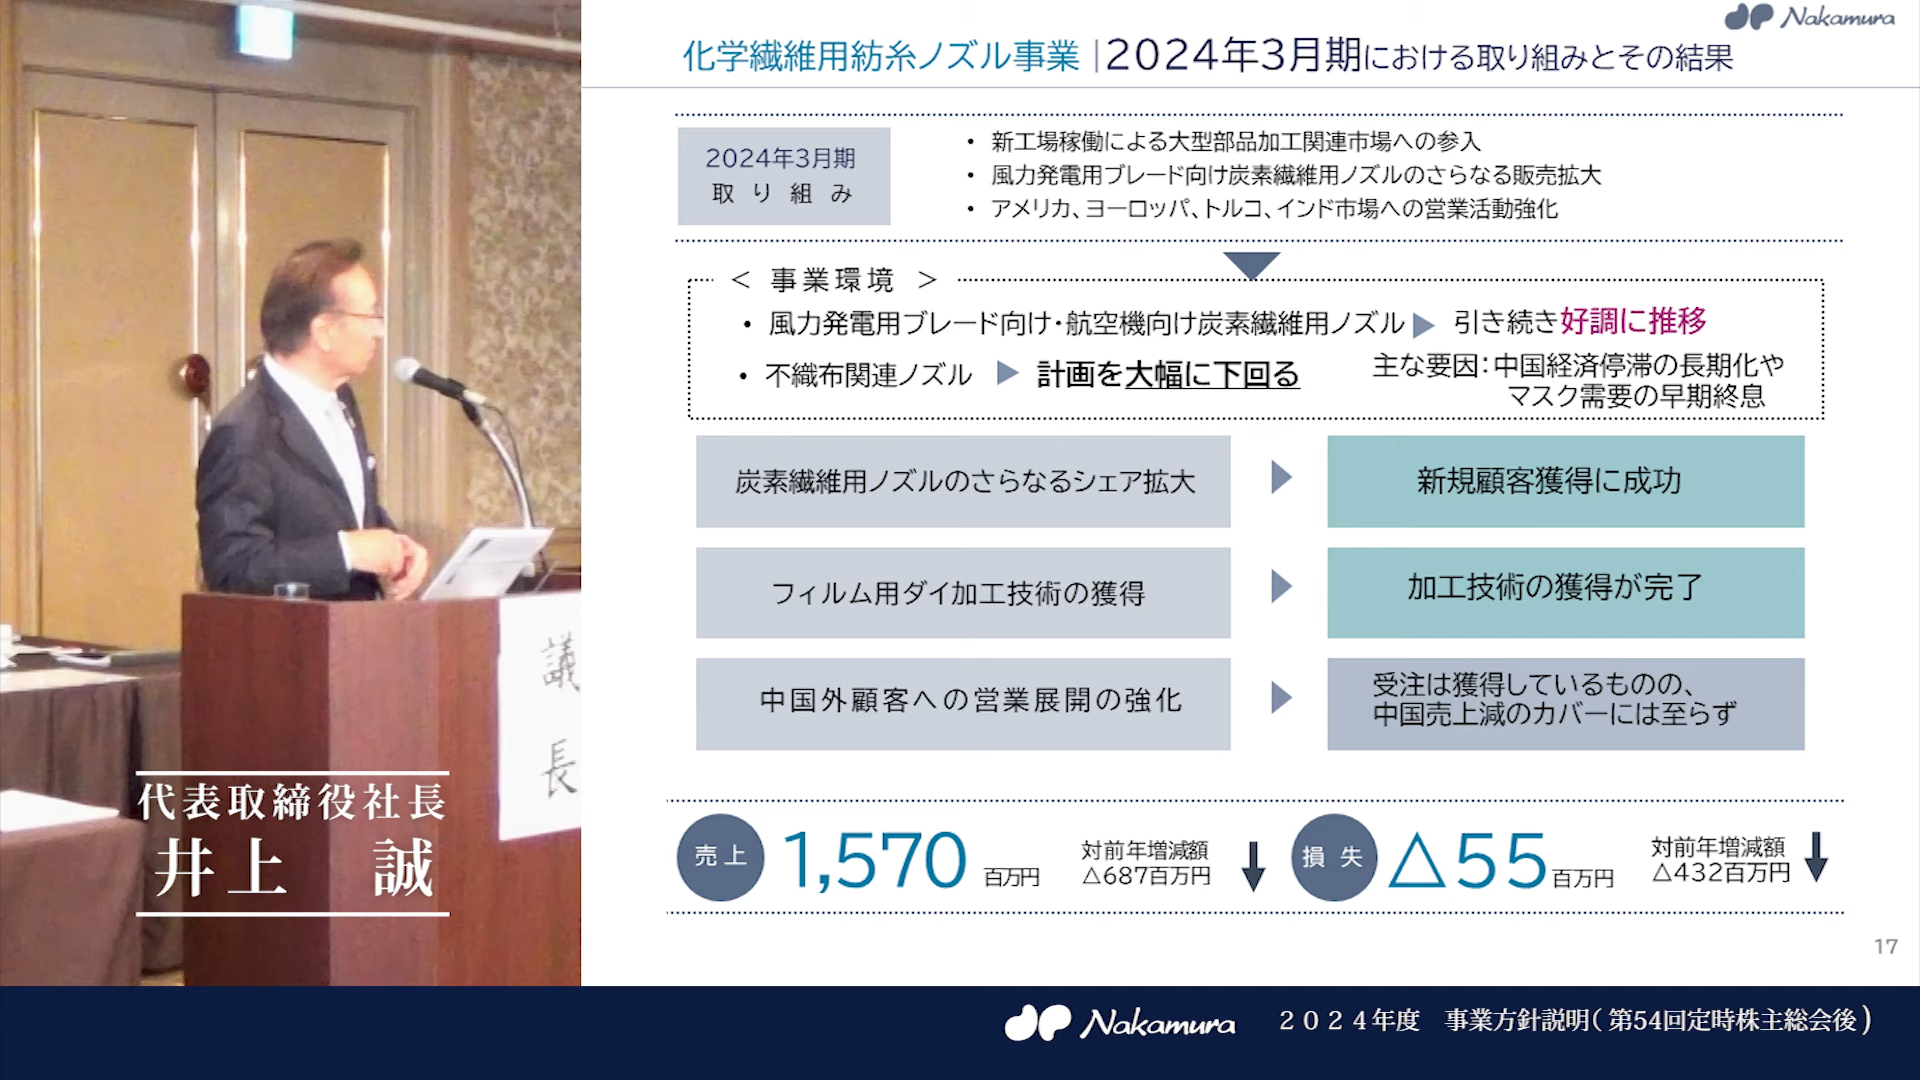 Nakamura
化学繊維用紡糸ノズル事業 | 2024年3月期における取り組みとその結果
2024年3月期
取り組み
• 新工場稼働による大型部品加工関連市場への参入
• 風力発電用ブレード向け炭素繊維用ノズルのさらなる販売拡大
• アメリカ、ヨーロッパ、トルコ、インド市場への営業活動強化
＜ 事業環境 ＞
• 風力発電用ブレード向け・航空機向け炭素繊維用ノズル ▶ 引き続き好調に推移
• 不織布関連ノズル ▶ 計画を大幅に下回る
主な要因：中国経済停滞の長期化や
マスク需要の早期終息
炭素繊維用ノズルのさらなるシェア拡大
新規顧客獲得に成功
フィルム用ダイ加工技術の獲得
加工技術の獲得が完了
中国外顧客への営業展開の強化
受注は獲得しているものの、
中国売上減のカバーには至らず
売上
1,570百万円
対前年増減額
△687百万円
損失
△55百万円
対前年増減額
△432百万円
17
議長
代表取締役社長
井上 誠
Nakamura
2024年度 事業方針説明(第54回定時株主総会後)